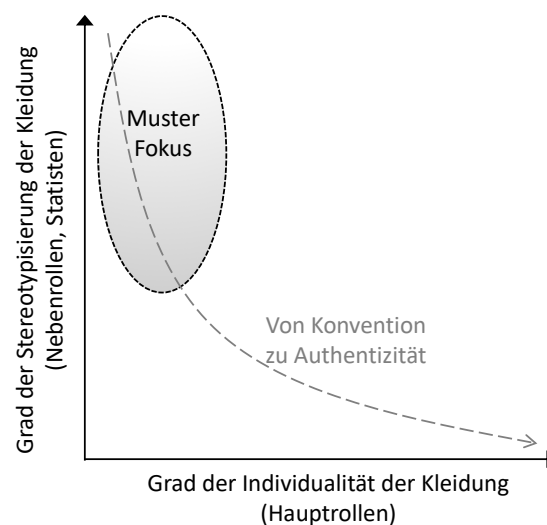 Grad der Stereotypisierung der Kleidung
(Nebenrollen, Statisten)
Muster
Fokus
Von Konvention
zu Authentizität
Grad der Individualität der Kleidung
(Hauptrollen)